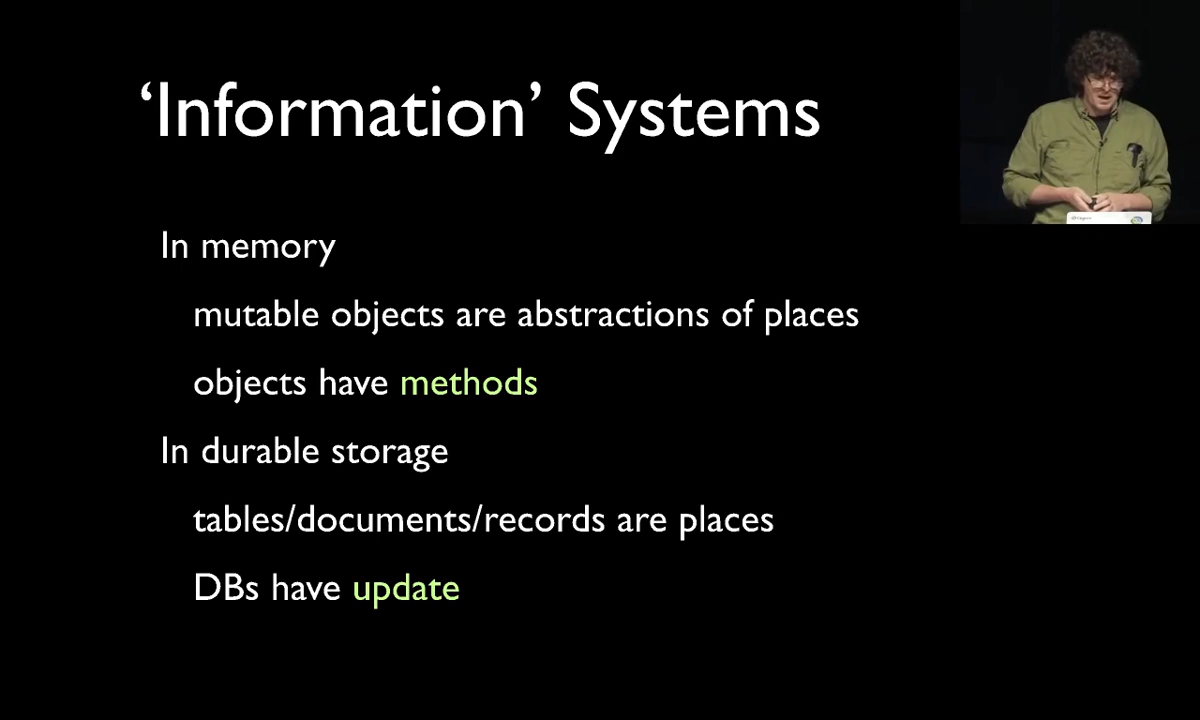 ‘Information’ Systems
In memory
mutable objects are abstractions of places
objects have methods
In durable storage
tables/documents/records are places
DBs have update